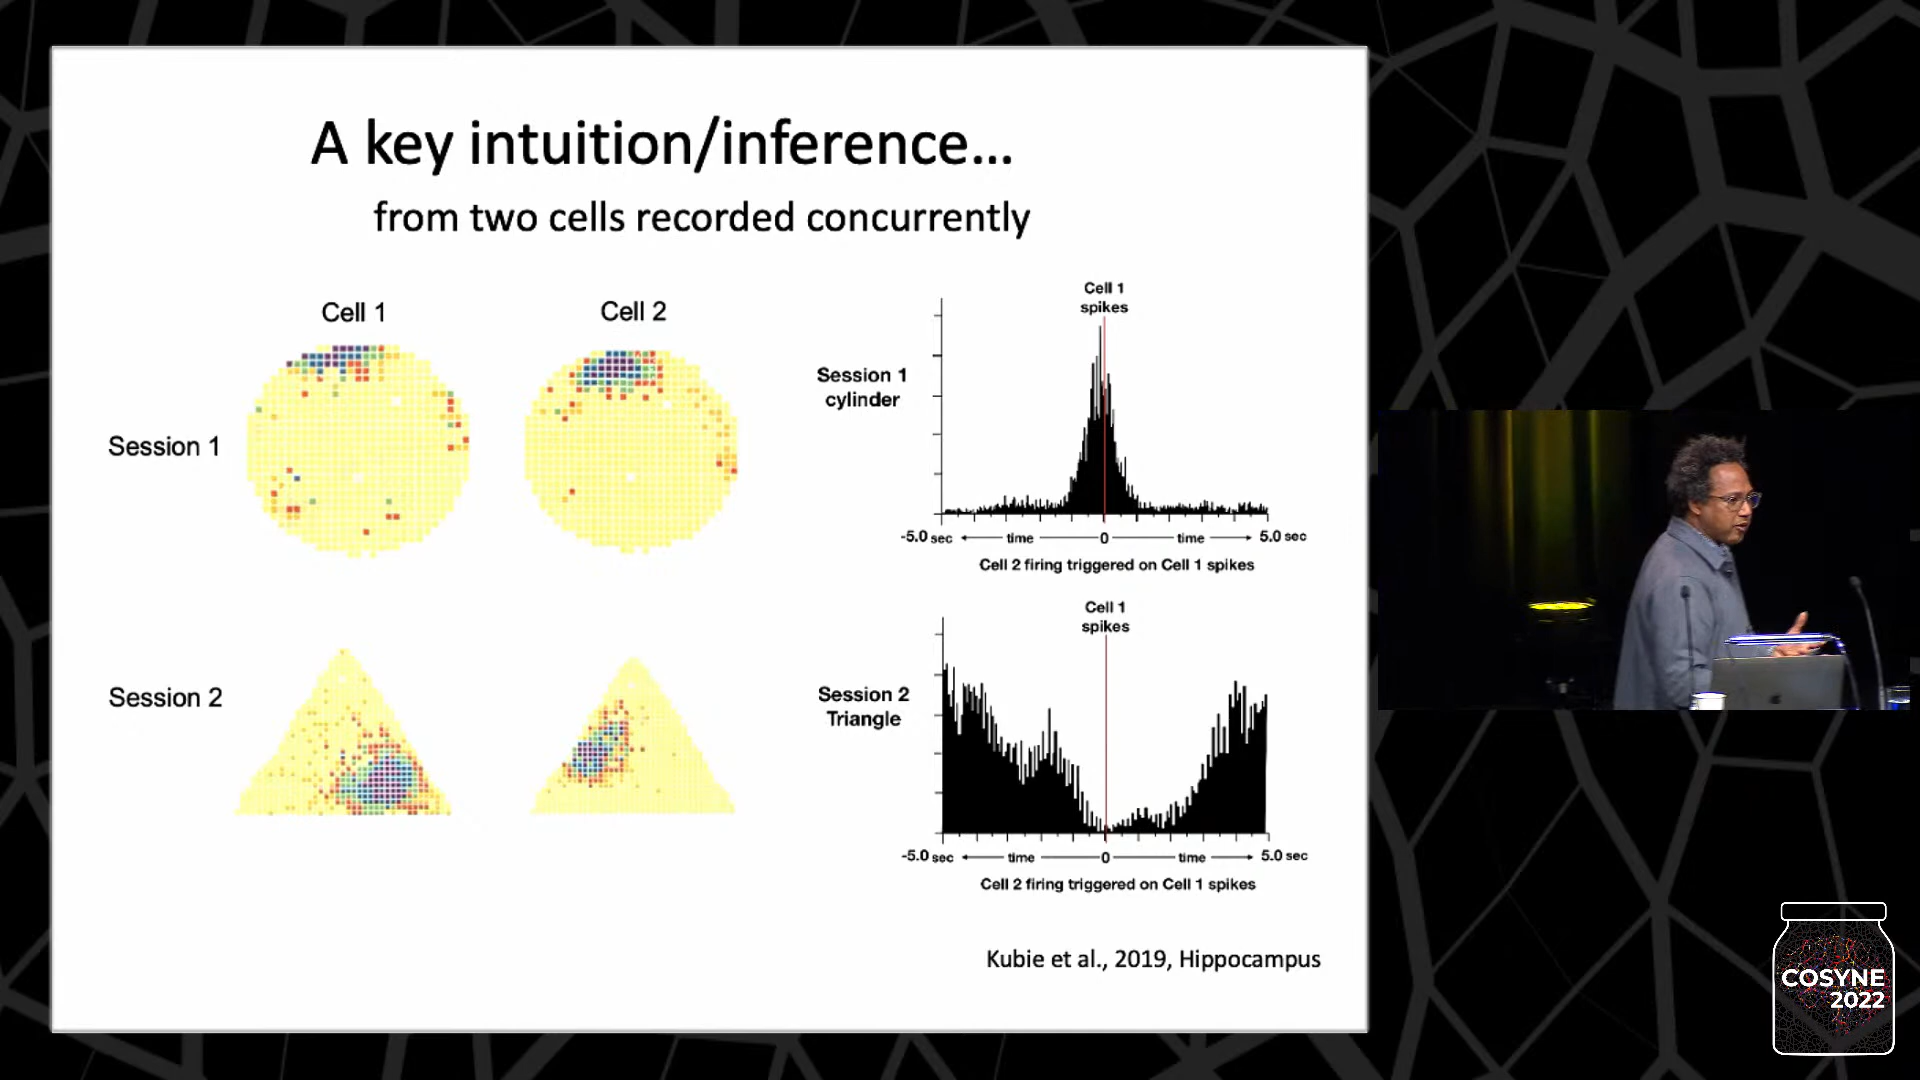 A key intuition/inference...
from two cells recorded concurrently
Cell 1
Cell 2
Session 1
Session 2
Cell 1
spikes
Session 1
cylinder
-5.0 sec
time
0
time
5.0 sec
Cell 2 firing triggered on Cell 1 spikes
Cell 1
spikes
Session 2
Triangle
-5.0 sec
time
0
time
5.0 sec
Cell 2 firing triggered on Cell 1 spikes
Kubie et al., 2019, Hippocampus
COSYNE
2022